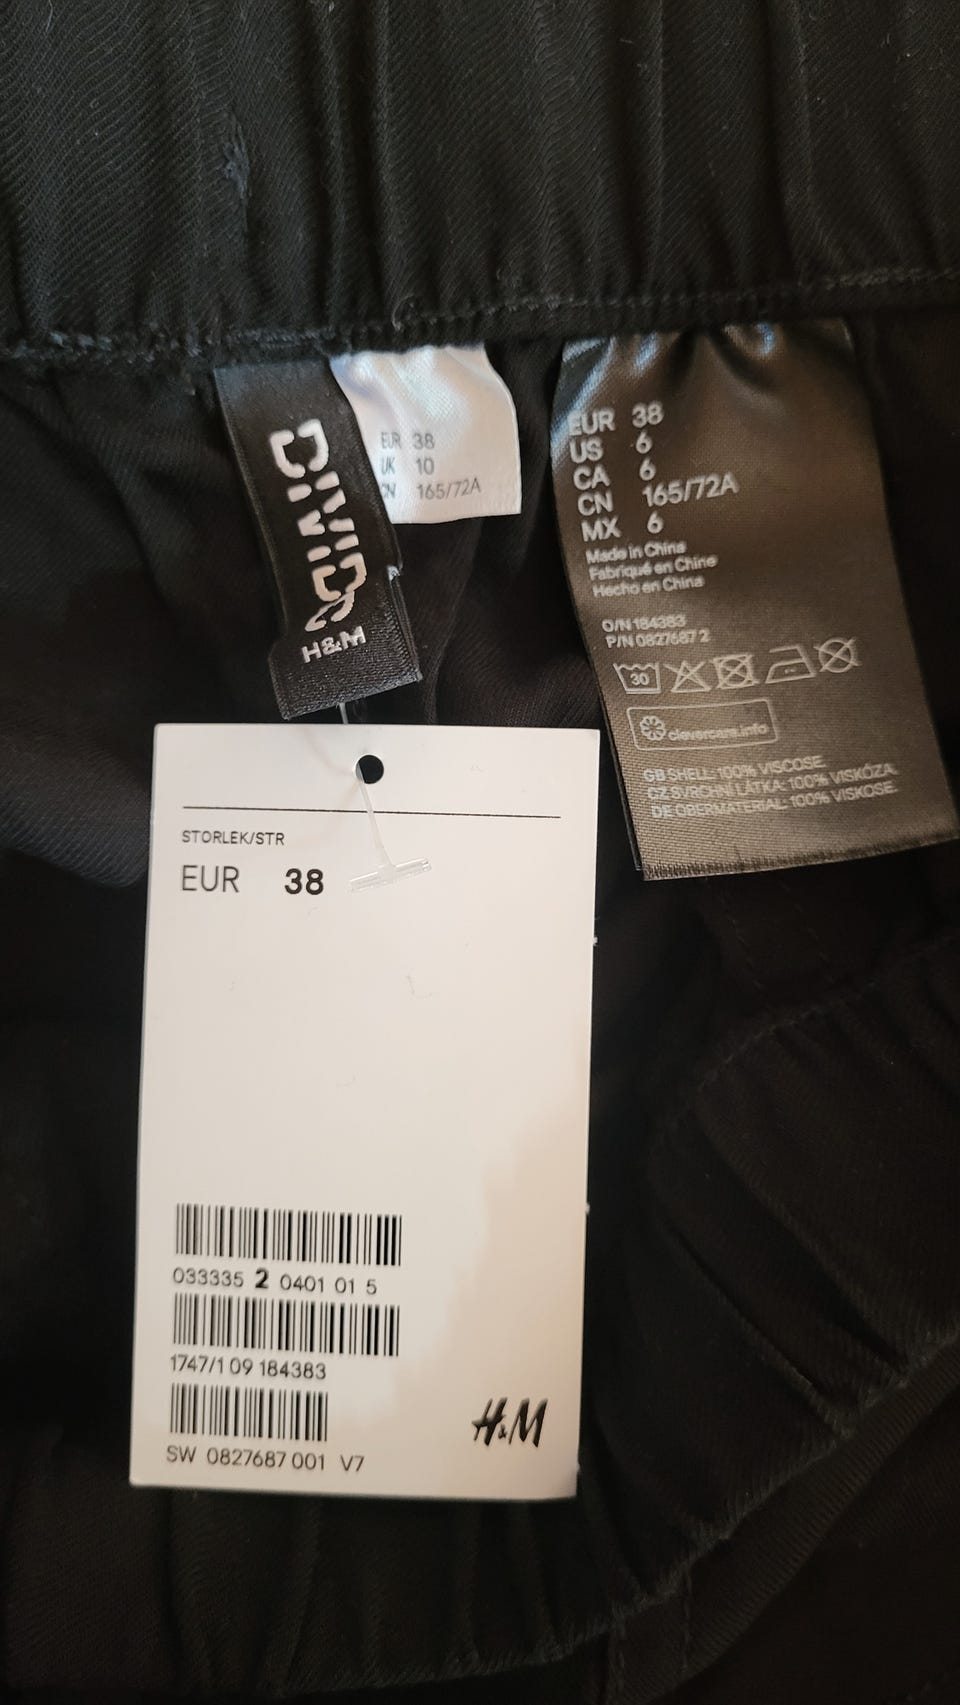 DIVIDED
H&M
EUR 38
UK 10
CN 165/72A
EUR 38
US 6
CA 6
CN 165/72A
MX 6
Made in China
Fabriqué en Chine
Hecho en China
O/N 184383
P/N 0827687 2
30
clevercare.info
GB SHELL: 100% VISCOSE.
CZ SVRCHNÍ LÁTKA: 100% VISKÓZA.
DE OBERMATERIAL: 100% VISKOSE.
STORLEK/STR
EUR 38
033335 2 0401 01 5
1747/1 09 184383
SW 0827687 001 V7
H&M